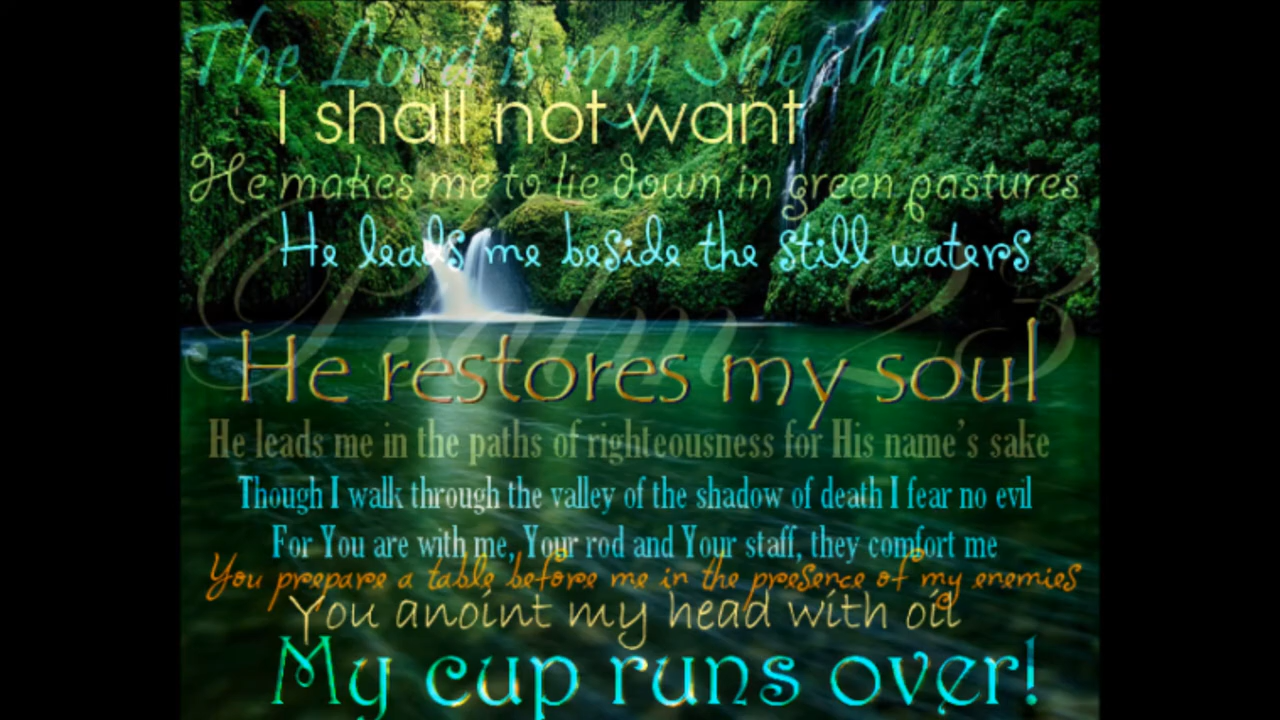 The Lord is my Shepherd
I shall not want
He makes me to lie down in green pastures
He leads me beside the still waters
Psalm 23
He restores my soul
He leads me in the paths of righteousness for His name's sake
Though I walk through the valley of the shadow of death I fear no evil
For You are with me, Your rod and Your staff, they comfort me
You prepare a table before me in the presence of my enemies
You anoint my head with oil
My cup runs over!